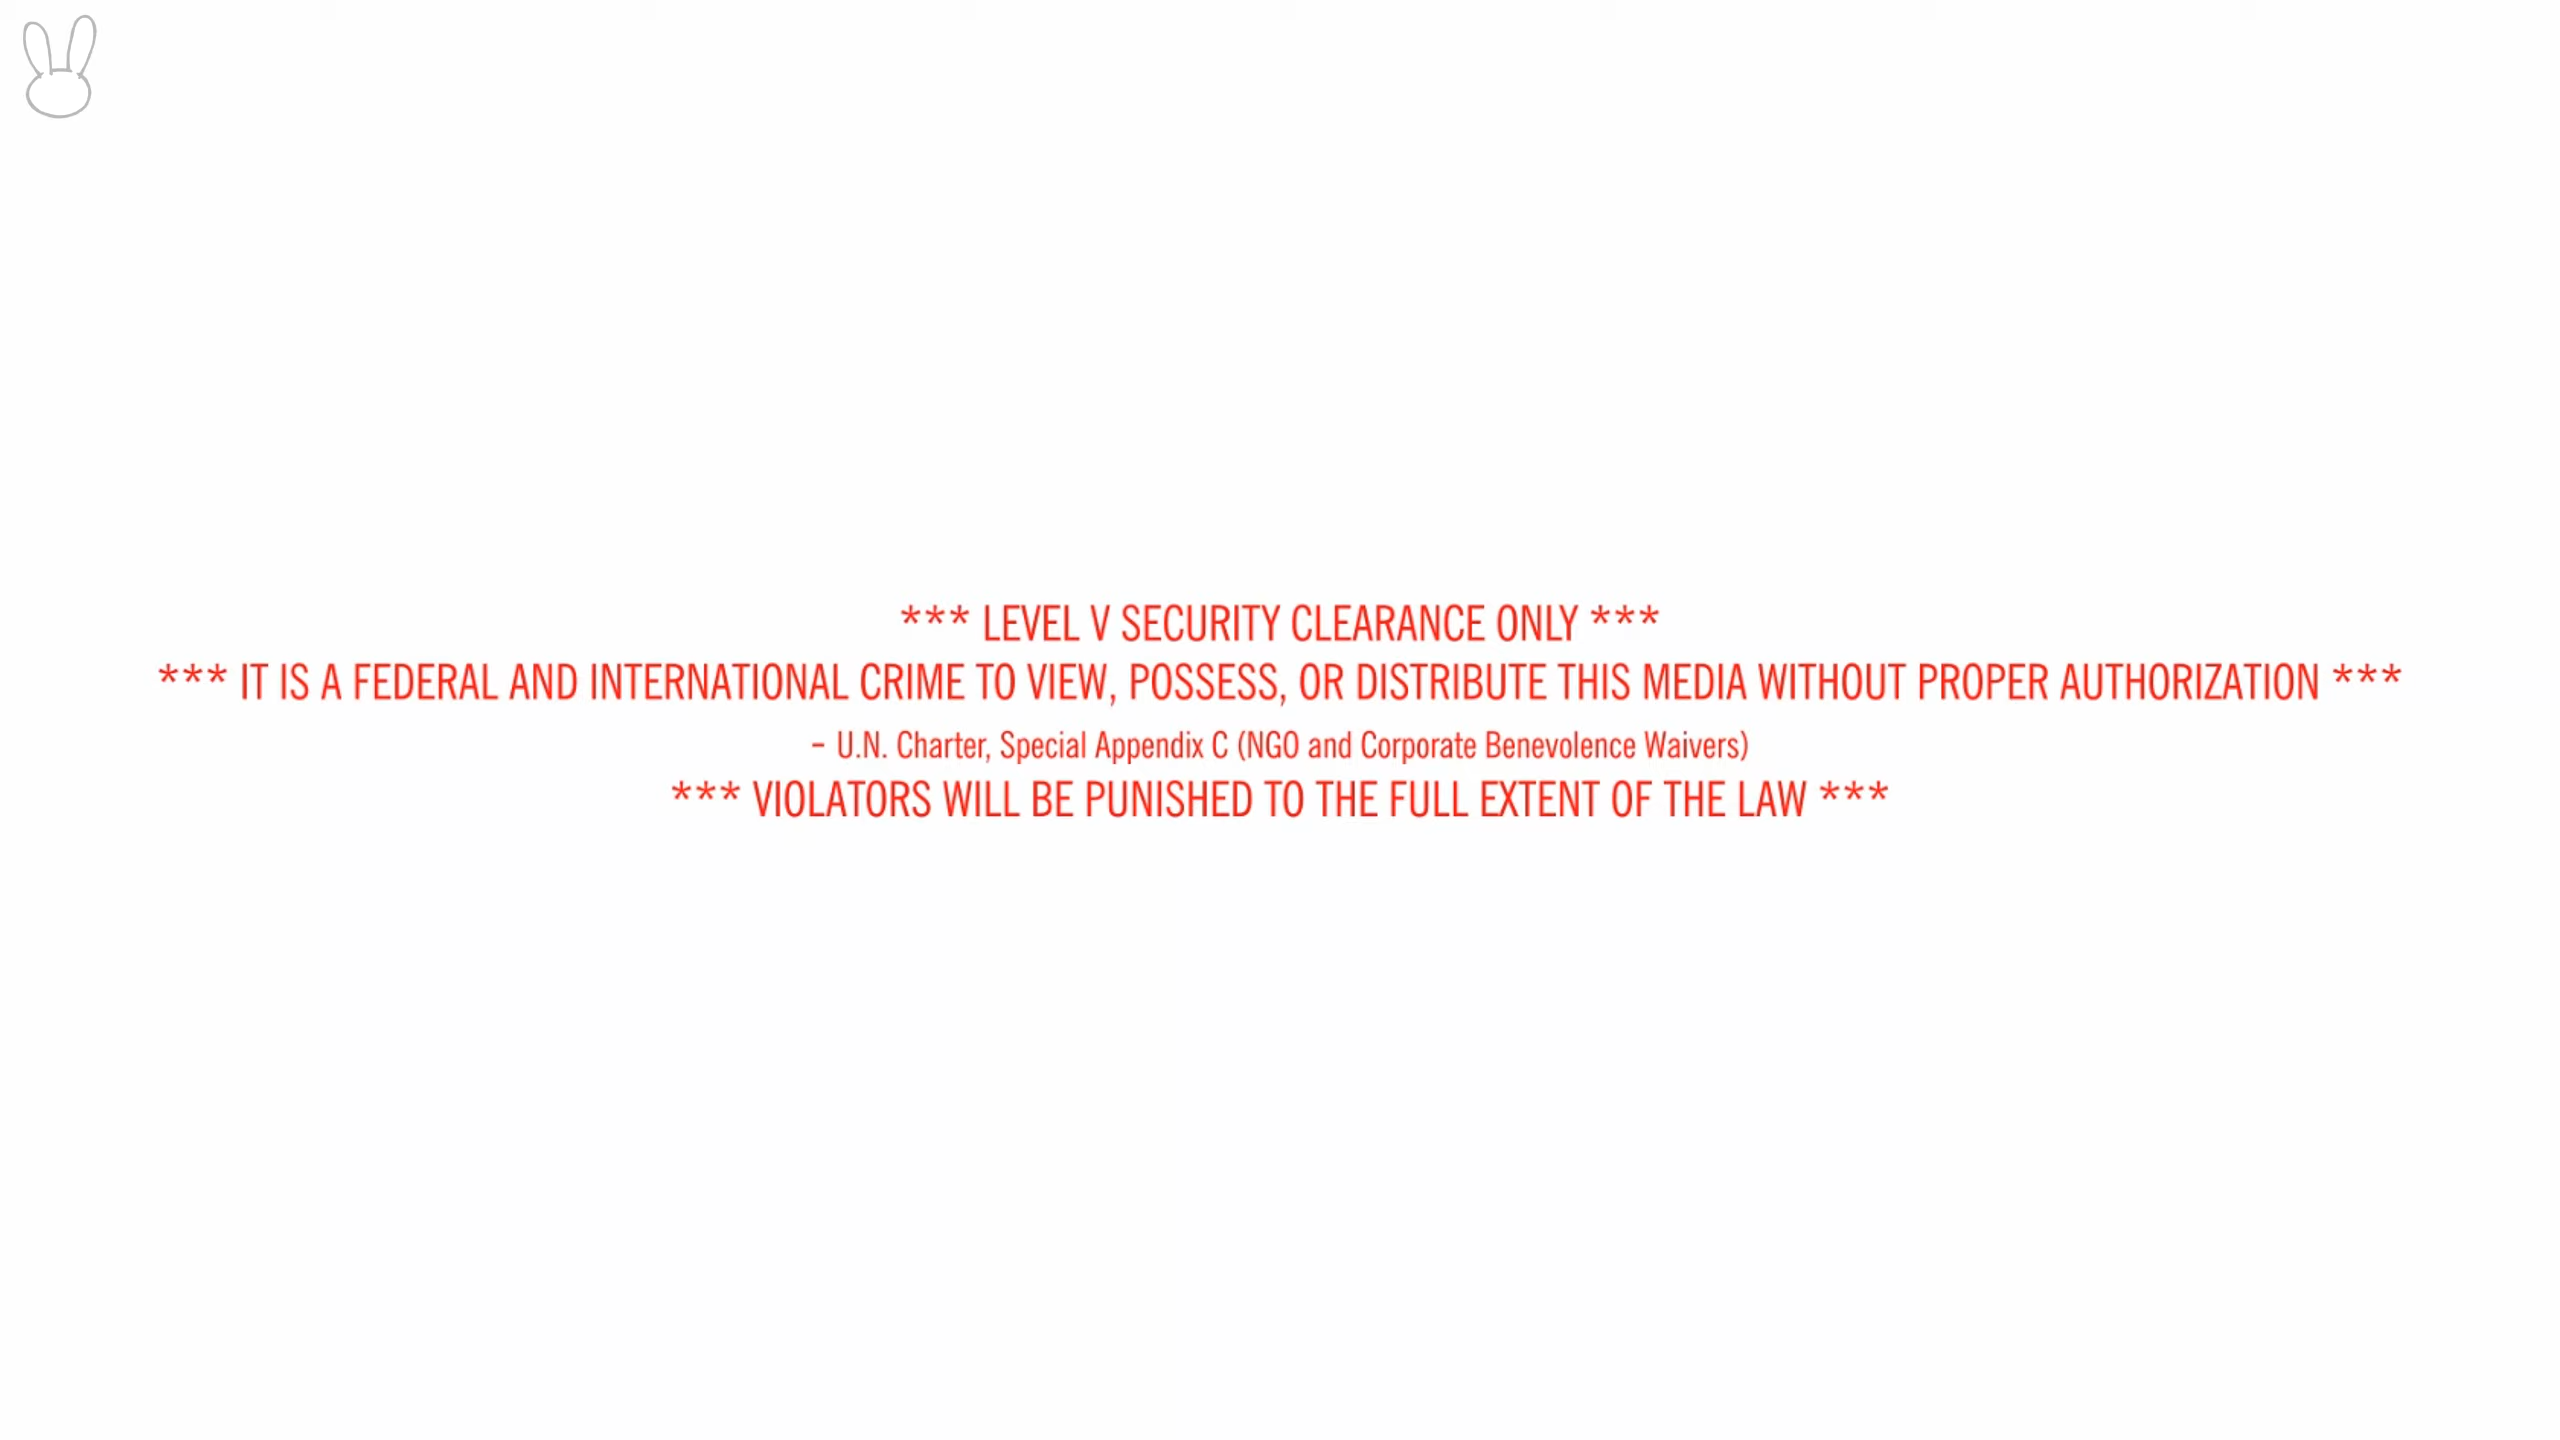 *** LEVEL V SECURITY CLEARANCE ONLY ***
*** IT IS A FEDERAL AND INTERNATIONAL CRIME TO VIEW, POSSESS, OR DISTRIBUTE THIS MEDIA WITHOUT PROPER AUTHORIZATION ***
– U.N. Charter, Special Appendix C (NGO and Corporate Benevolence Waivers)
*** VIOLATORS WILL BE PUNISHED TO THE FULL EXTENT OF THE LAW ***